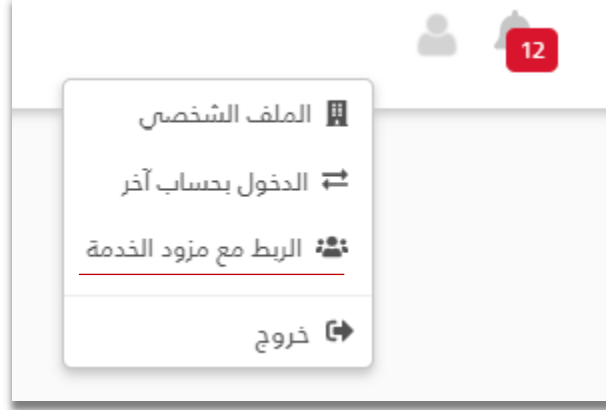 12
الملف الشخصي
الدخول بحساب آخر
الربط مع مزود الخدمة
خروج